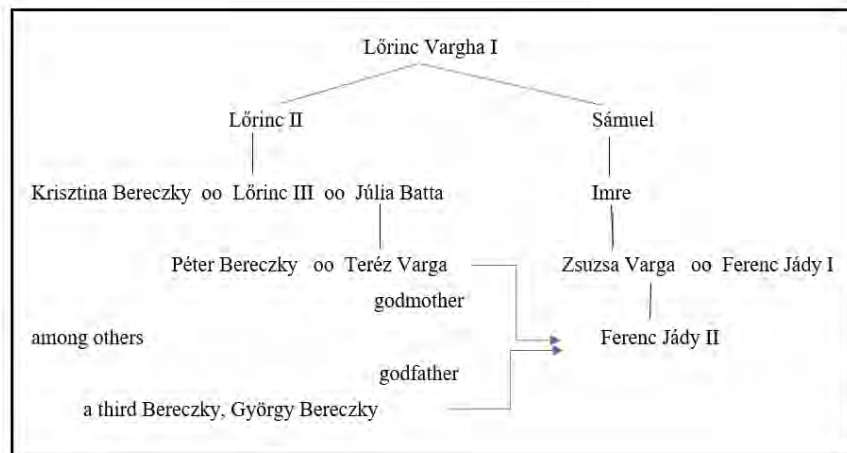 Lőrinc Vargha I
Lőrinc II Sámuel
Krisztina Bereczky oo Lőrinc III oo Júlia Batta Imre
Péter Bereczky oo Teréz Varga Zsuzsa Varga oo Ferenc Jády I
godmother
among others Ferenc Jády II
godfather
a third Bereczky, György Bereczky